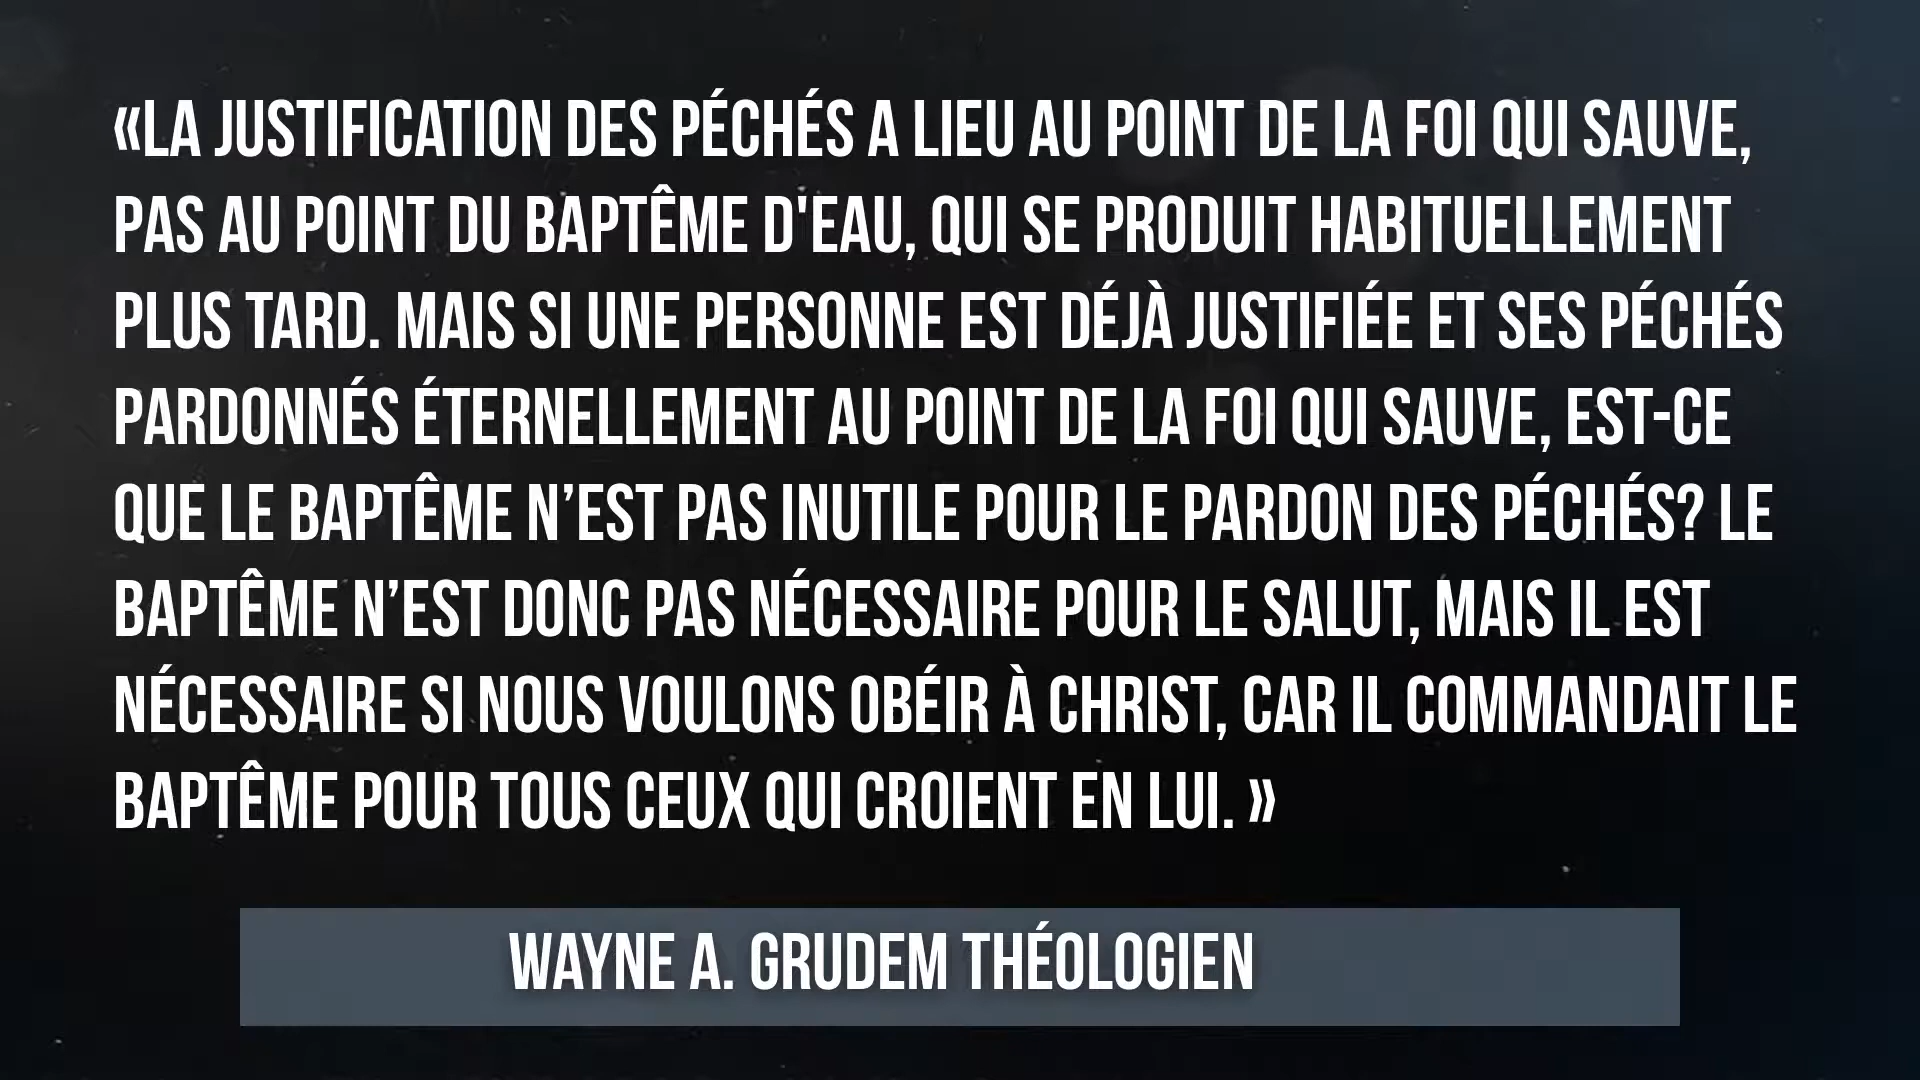 «LA JUSTIFICATION DES PÉCHÉS A LIEU AU POINT DE LA FOI QUI SAUVE,
PAS AU POINT DU BAPTÊME D'EAU, QUI SE PRODUIT HABITUELLEMENT
PLUS TARD. MAIS SI UNE PERSONNE EST DÉJÀ JUSTIFIÉE ET SES PÉCHÉS
PARDONNÉS ÉTERNELLEMENT AU POINT DE LA FOI QUI SAUVE, EST-CE
QUE LE BAPTÊME N’EST PAS INUTILE POUR LE PARDON DES PÉCHÉS? LE
BAPTÊME N’EST DONC PAS NÉCESSAIRE POUR LE SALUT, MAIS IL EST
NÉCESSAIRE SI NOUS VOULONS OBÉIR À CHRIST, CAR IL COMMANDAIT LE
BAPTÊME POUR TOUS CEUX QUI CROIENT EN LUI. »
WAYNE A. GRUDEM THÉOLOGIEN